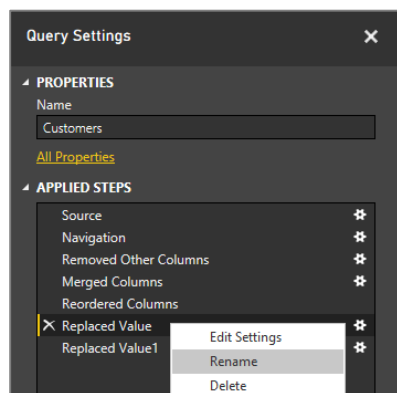 Query Settings
PROPERTIES
Name
Customers
All Properties
APPLIED STEPS
Source
Navigation
Removed Other Columns
Merged Columns
Reordered Columns
Replaced Value
Edit Settings
Replaced Value1
Rename
Delete